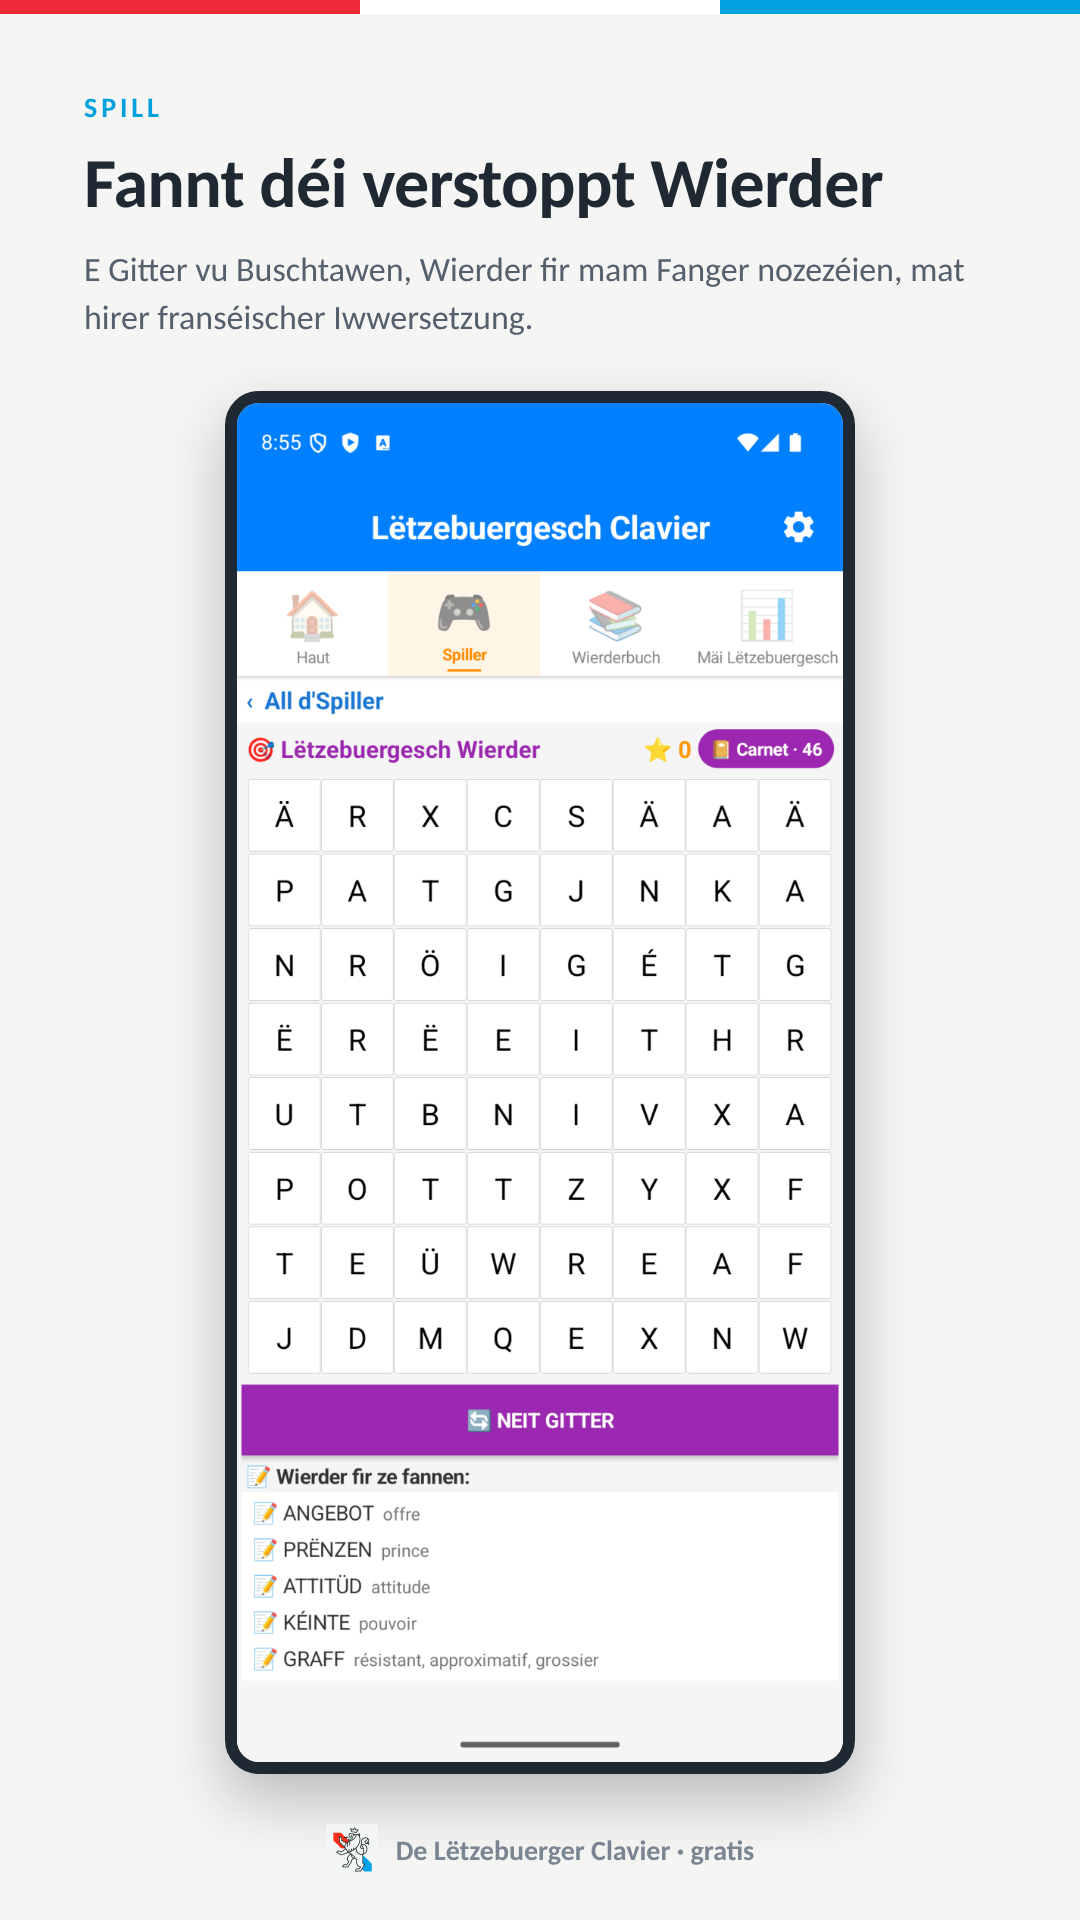 SPILL
Fannt déi verstoppt Wierder
E Gitter vu Buschtawen, Wierder fir mam Fanger nozezéien, mat
hirer franséischer Iwwersetzung.
8:55
Lëtzebuergesch Clavier
Haut Spiller Wierderbuch Mäi Lëtzebuergesch
‹ All d'Spiller
Lëtzebuergesch Wierder 0 Carnet · 46
Ä R X C S Ä A Ä
P A T G J N K A
N R Ö I G É T G
Ë R Ë E I T H R
U T B N I V X A
P O T T Z Y X F
T E Ü W R E A F
J D M Q E X N W
NEIT GITTER
Wierder fir ze fannen:
ANGEBOT offre
PRËNZEN prince
ATTITÜD attitude
KÉINTE pouvoir
GRAFF résistant, approximatif, grossier
De Lëtzebuerger Clavier · gratis